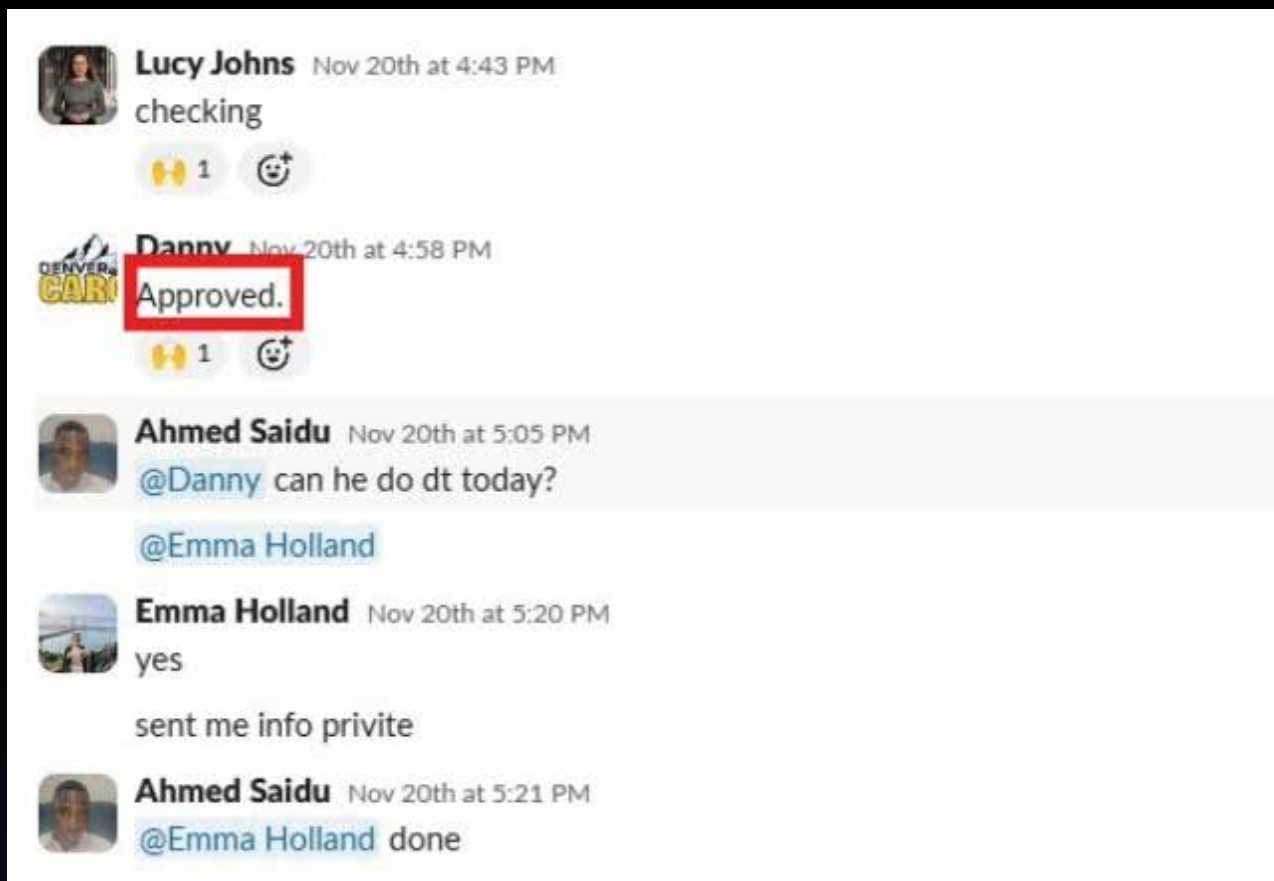 Lucy Johns Nov 20th at 4:43 PM
checking
1
DENVER
Danny Nov 20th at 4:58 PM
CAR
Approved.
1
Ahmed Saidu Nov 20th at 5:05 PM
@Danny can he do dt today?
@Emma Holland
Emma Holland Nov 20th at 5:20 PM
yes
sent me info privite
Ahmed Saidu Nov 20th at 5:21 PM
@Emma Holland done